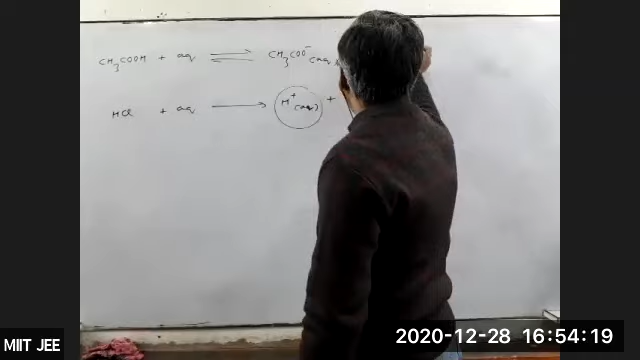 CH3COOH + aq ⇌ CH3COO⁻(aq)
HCl + aq ⟶ H⁺(aq) +
MIIT JEE
2020-12-28 16:54:19